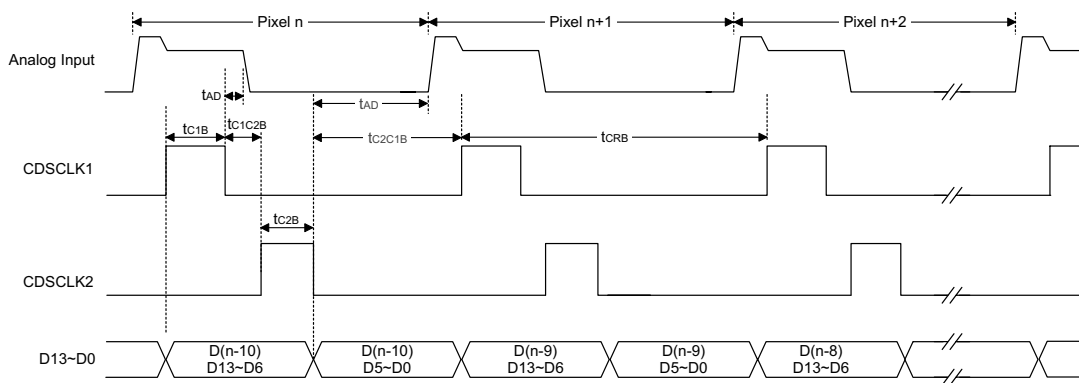 Pixel n
Pixel n+1
Pixel n+2
Analog Input
tAD
tAD
tC1B
tC1C2B
tC2C1B
tCRB
CDSCLK1
tC2B
CDSCLK2
D13~D0
D(n-10)
D13~D6
D(n-10)
D5~D0
D(n-9)
D13~D6
D(n-9)
D5~D0
D(n-8)
D13~D6